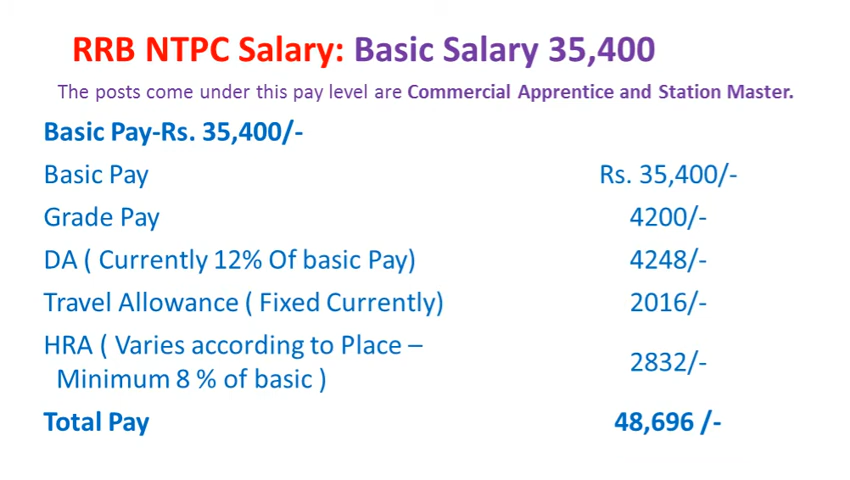 RRB NTPC Salary: Basic Salary 35,400
The posts come under this pay level are Commercial Apprentice and Station Master.
Basic Pay-Rs. 35,400/-
Basic Pay Rs. 35,400/-
Grade Pay 4200/-
DA ( Currently 12% Of basic Pay) 4248/-
Travel Allowance ( Fixed Currently) 2016/-
HRA ( Varies according to Place –
Minimum 8 % of basic ) 2832/-
Total Pay 48,696 /-